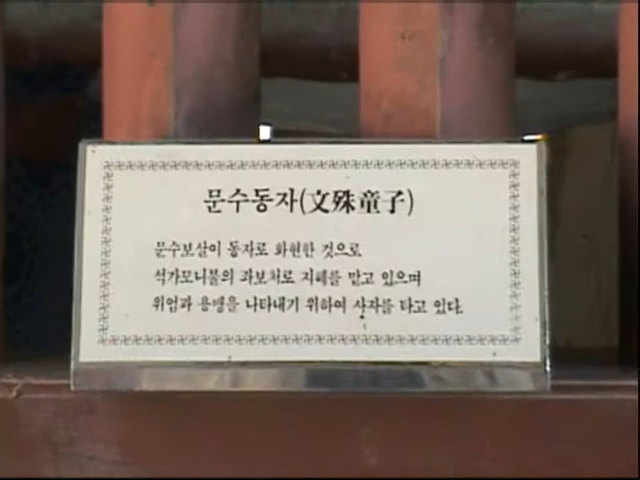 문수동자(文殊童子)
문수보살이 동자로 화현한 것으로
석가모니불의 좌보처로 지혜를 맡고 있으며
위엄과 용맹을 나타내기 위하여 사자를 타고 있다.